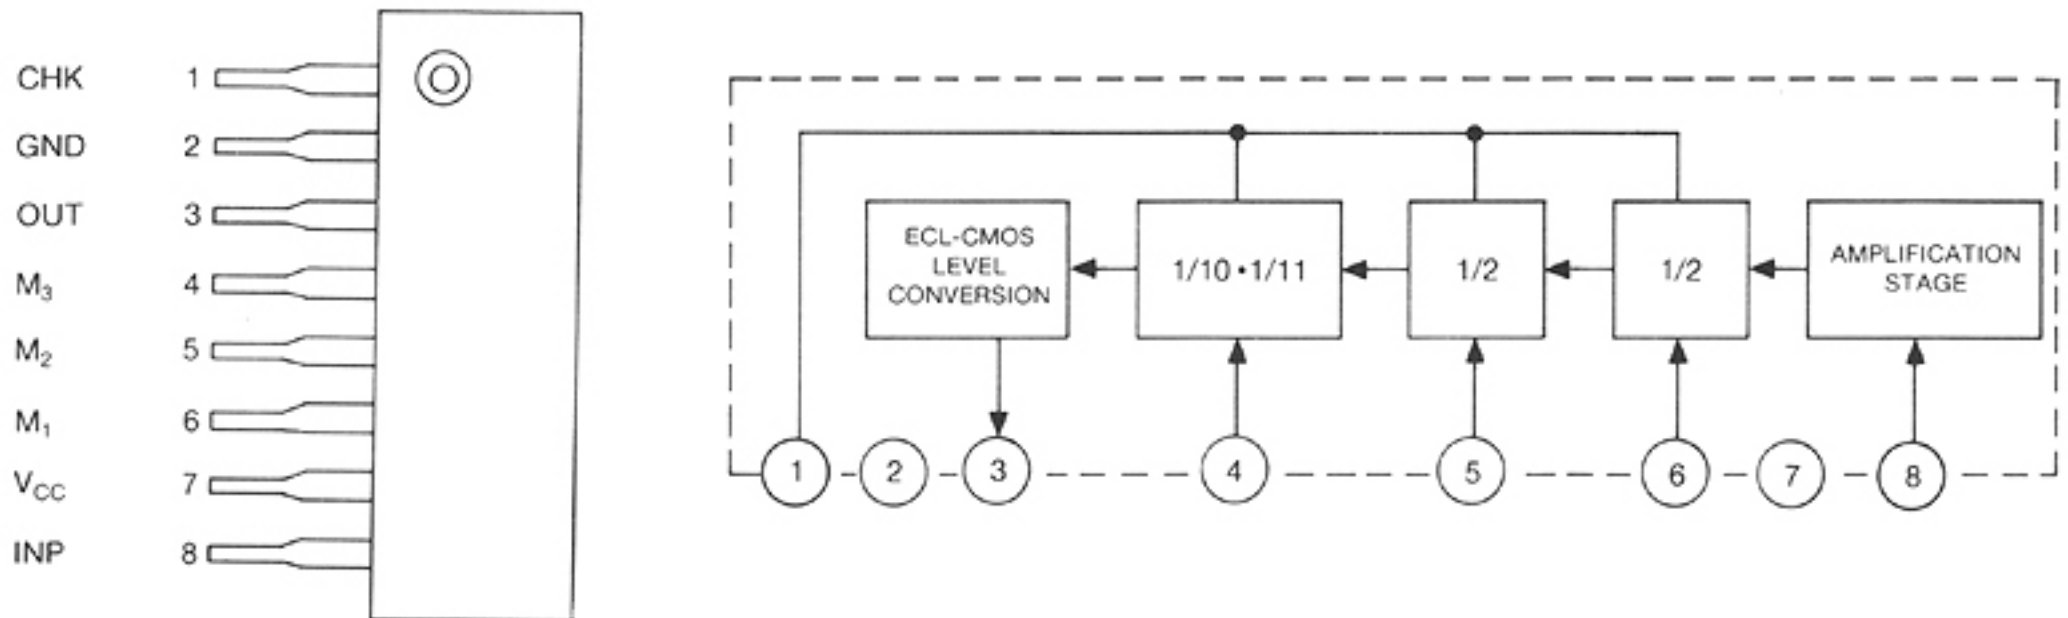 CHK 1
GND 2
OUT 3
M₃ 4
M₂ 5
M₁ 6
V_CC 7
INP 8
ECL-CMOS
LEVEL
CONVERSION
1/10 • 1/11
1/2
1/2
AMPLIFICATION
STAGE
1
2
3
4
5
6
7
8